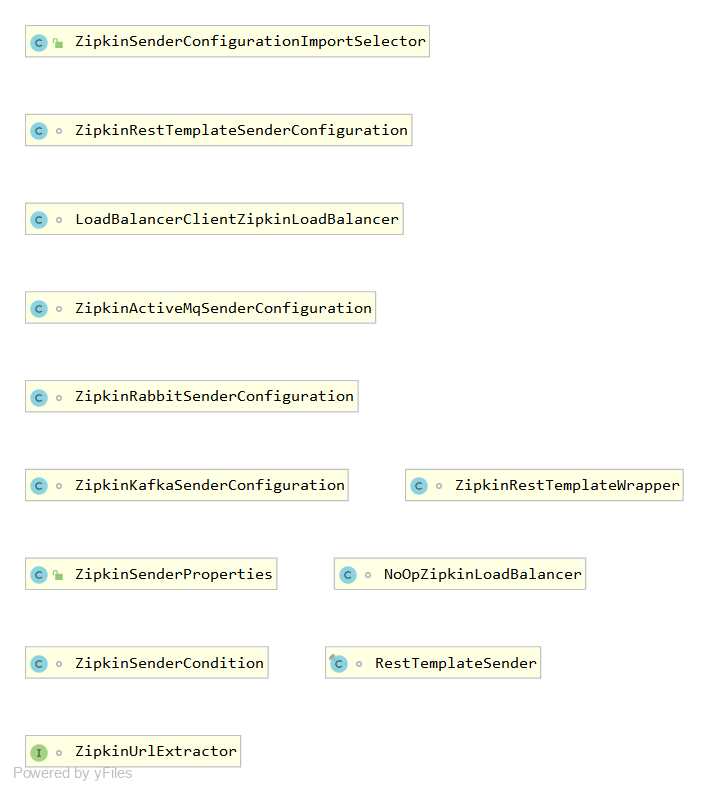 ZipkinSenderConfigurationImportSelector
ZipkinRestTemplateSenderConfiguration
LoadBalancerClientZipkinLoadBalancer
ZipkinActiveMqSenderConfiguration
ZipkinRabbitSenderConfiguration
ZipkinKafkaSenderConfiguration
ZipkinRestTemplateWrapper
ZipkinSenderProperties
NoOpZipkinLoadBalancer
ZipkinSenderCondition
RestTemplateSender
ZipkinUrlExtractor
Powered by yFiles